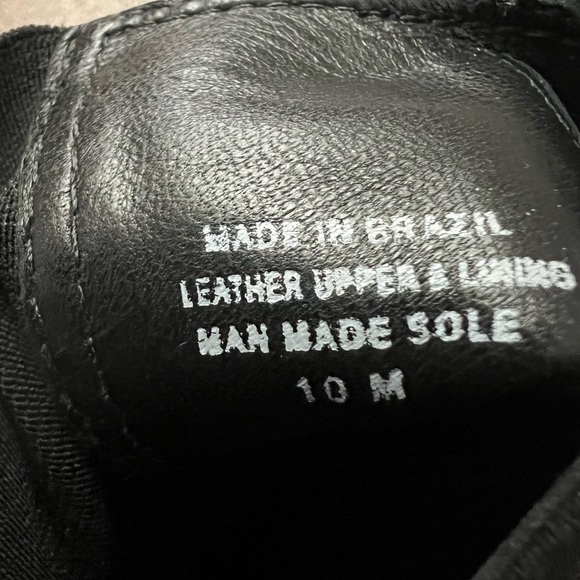 MADE IN BRAZIL
LEATHER UPPER & LINING
MAN MADE SOLE
10 M